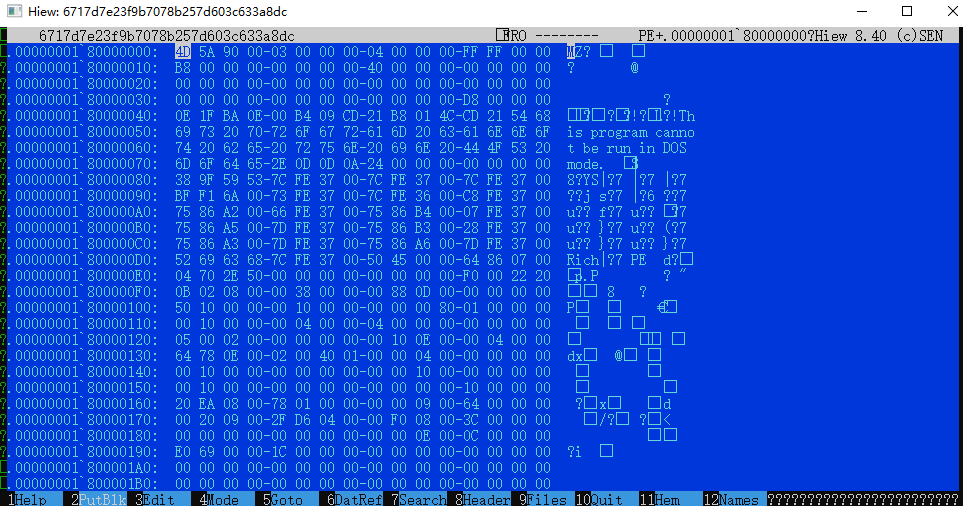 Hiew: 6717d7e23f9b7078b257d603c633a8dc
6717d7e23f9b7078b257d603c633a8dc FRO -------- PE+.00000001`80000000?Hiew 8.40 (c)SEN
.00000001`80000000: 4D 5A 90 00-03 00 00 00-04 00 00 00-FF FF 00 00 MZ?
?.00000001`80000010: B8 00 00 00-00 00 00 00-40 00 00 00-00 00 00 00 ? @
?.00000001`80000020: 00 00 00 00-00 00 00 00-00 00 00 00-00 00 00 00
?.00000001`80000030: 00 00 00 00-00 00 00 00-00 00 00 00-D8 00 00 00 ?
.00000001`80000040: 0E 1F BA 0E-00 B4 09 CD-21 B8 01 4C-CD 21 54 68 ?!Th
?.00000001`80000050: 69 73 20 70-72 6F 67 72-61 6D 20 63-61 6E 6E 6F is program canno
?.00000001`80000060: 74 20 62 65-20 72 75 6E-20 69 6E 20-44 4F 53 20 t be run in DOS
?.00000001`80000070: 6D 6F 64 65-2E 0D 0D 0A-24 00 00 00-00 00 00 00 mode. $
.00000001`80000080: 38 9F 59 53-7C FE 37 00-7C FE 37 00-7C FE 37 00 8?YS|?7 |?7 |?7
?.00000001`80000090: BF F1 6A 00-73 FE 37 00-7C FE 36 00-C8 FE 37 00 ??j s?7 |?6 ??7
?.00000001`800000A0: 75 86 A2 00-66 FE 37 00-75 86 B4 00-07 FE 37 00 u?? f?7 u?? ?7
?.00000001`800000B0: 75 86 A5 00-7D FE 37 00-75 86 B3 00-28 FE 37 00 u?? }?7 u?? (?7
?.00000001`800000C0: 75 86 A3 00-7D FE 37 00-75 86 A6 00-7D FE 37 00 u?? }?7 u?? }?7
?.00000001`800000D0: 52 69 63 68-7C FE 37 00-50 45 00 00-64 86 07 00 Rich|?7 PE d?
?.00000001`800000E0: 04 70 2E 50-00 00 00 00-00 00 00 00-F0 00 22 20 p.P ? "
?.00000001`800000F0: 0B 02 08 00-00 38 00 00-00 88 0D 00-00 00 00 00 8 ?
.00000001`80000100: 50 10 00 00-00 10 00 00-00 00 00 80-01 00 00 00 P €
?.00000001`80000110: 00 10 00 00-00 04 00 00-04 00 00 00-00 00 00 00
.00000001`80000120: 05 00 02 00-00 00 00 00-00 10 0E 00-00 04 00 00
?.00000001`80000130: 64 78 0E 00-02 00 40 01-00 00 04 00-00 00 00 00 dx @
?.00000001`80000140: 00 10 00 00-00 00 00 00-00 00 10 00-00 00 00 00
?.00000001`80000150: 00 10 00 00-00 00 00 00-00 00 00 00-10 00 00 00
?.00000001`80000160: 20 EA 08 00-78 01 00 00-00 00 09 00-64 00 00 00 ? x d
?.00000001`80000170: 00 20 09 00-2F D6 04 00-00 F0 08 00-3C 00 00 00 /? ? <
?.00000001`80000180: 00 00 00 00-00 00 00 00-00 00 0E 00-0C 00 00 00
?.00000001`80000190: E0 69 00 00-1C 00 00 00-00 00 00 00-00 00 00 00 ?i
.00000001`800001A0: 00 00 00 00-00 00 00 00-00 00 00 00-00 00 00 00
.00000001`800001B0: 00 00 00 00-00 00 00 00-00 00 00 00-00 00 00 00
1Help 2PutBlk 3Edit 4Mode 5Goto 6DatRef 7Search 8Header 9Files 10Quit 11Hem 12Names ????????????????????????